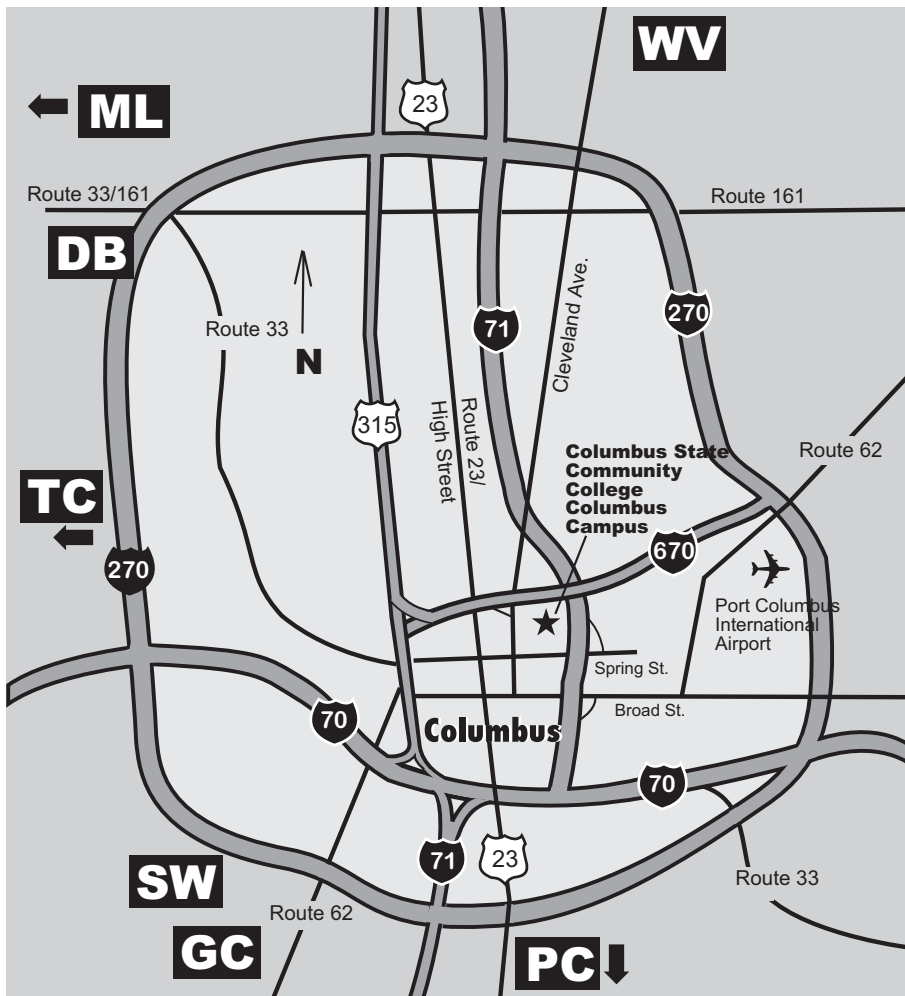 WV
23
ML
Route 33/161
Route 161
DB
Route 33
N
71
Cleveland Ave.
270
315
Route 23/
High Street
Columbus State
Community
College
Columbus
Campus
Route 62
TC
270
670
Port Columbus
International
Airport
Spring St.
Broad St.
70
Columbus
70
71
23
SW
Route 62
Route 33
GC
PC